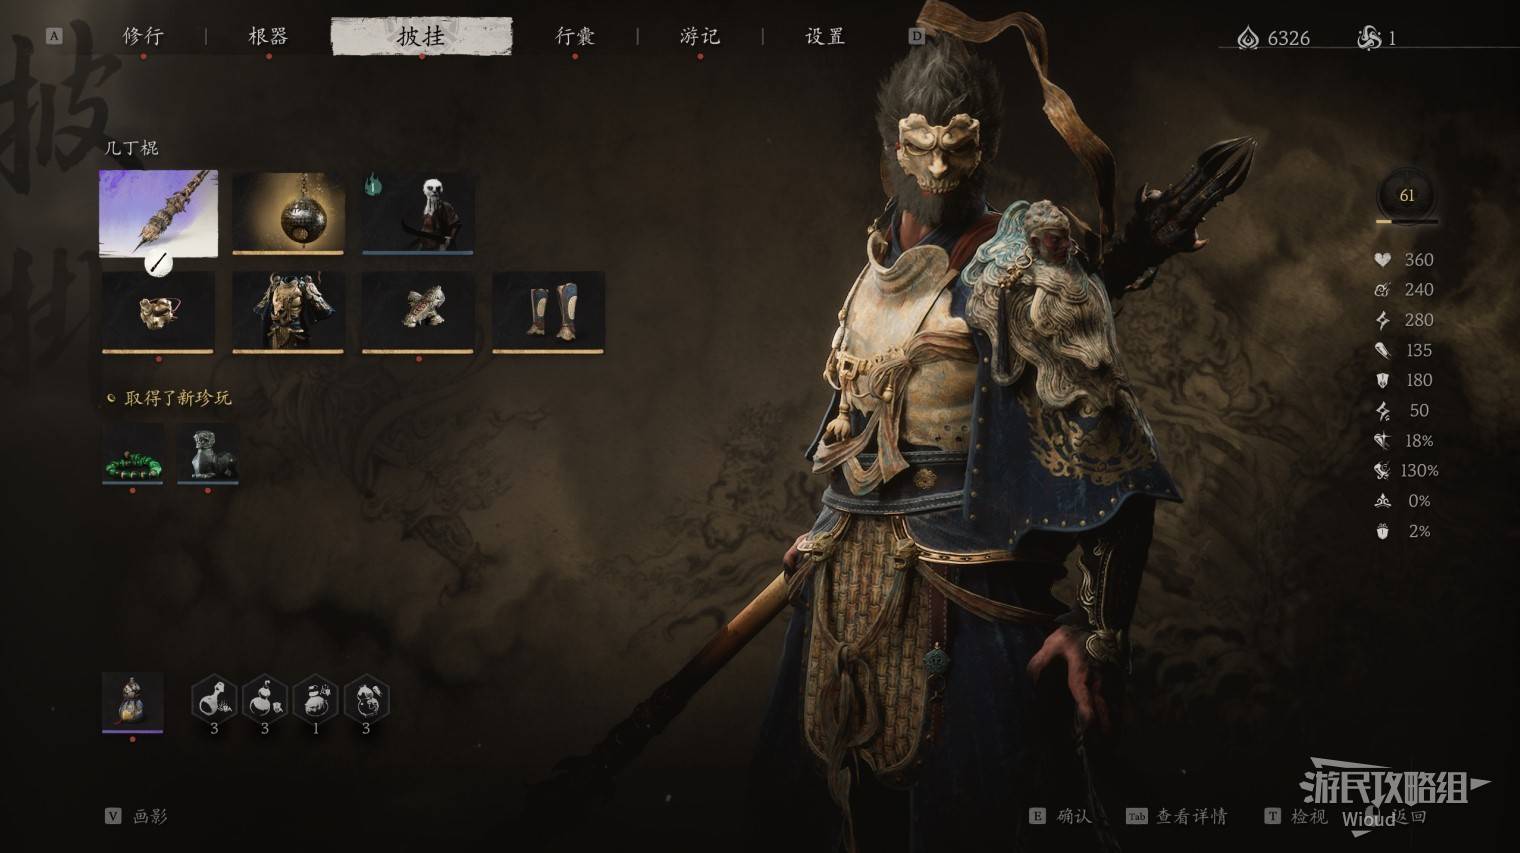 A 修行 | 根器 披挂 行囊 | 游记 | 设置 D
6326 1
披挂
几丁棍
1
61
360
240
280
135
180
50
18%
130%
0%
2%
取得了新珍玩
3 3 1 3
V 画影
E 确认 Tab 查看详情 T 检视 返回
游民攻略组
Wioud